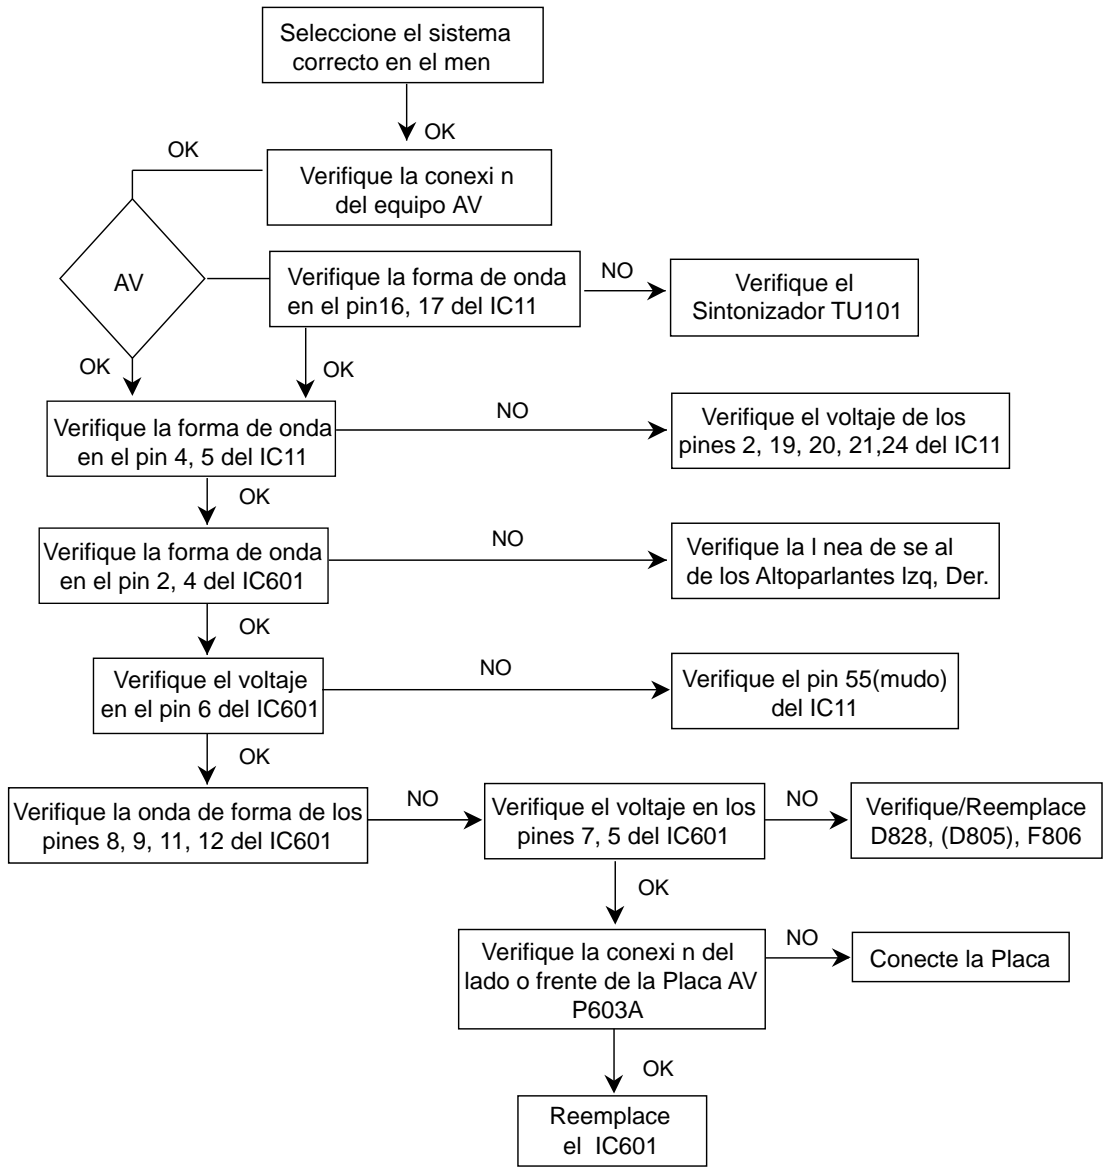 Seleccione el sistema
correcto en el men
OK
OK
Verifique la conexi n
del equipo AV
AV
Verifique la forma de onda
en el pin16, 17 del IC11
NO
Verifique el
Sintonizador TU101
OK
OK
Verifique la forma de onda
en el pin 4, 5 del IC11
NO
Verifique el voltaje de los
pines 2, 19, 20, 21,24 del IC11
OK
Verifique la forma de onda
en el pin 2, 4 del IC601
NO
Verifique la l nea de se al
de los Altoparlantes Izq, Der.
OK
Verifique el voltaje
en el pin 6 del IC601
NO
Verifique el pin 55(mudo)
del IC11
OK
Verifique la onda de forma de los
pines 8, 9, 11, 12 del IC601
NO
Verifique el voltaje en los
pines 7, 5 del IC601
NO
Verifique/Reemplace
D828, (D805), F806
OK
Verifique la conexi n del
lado o frente de la Placa AV
P603A
NO
Conecte la Placa
OK
Reemplace
el IC601